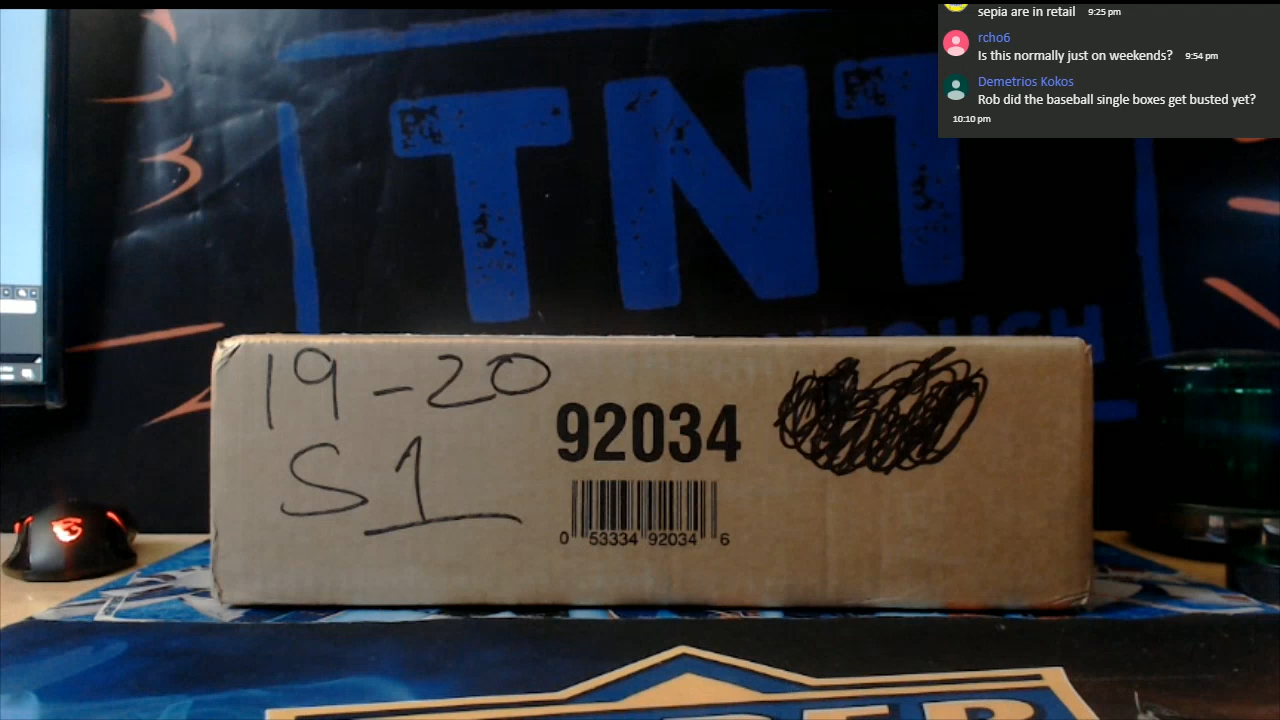 sepia are in retail 9:25 pm
rcho6
Is this normally just on weekends? 9:54 pm
Demetrios Kokos
Rob did the baseball single boxes get busted yet?
10:10 pm
TNT
19-20
S1
92034
0 53334 92034 6